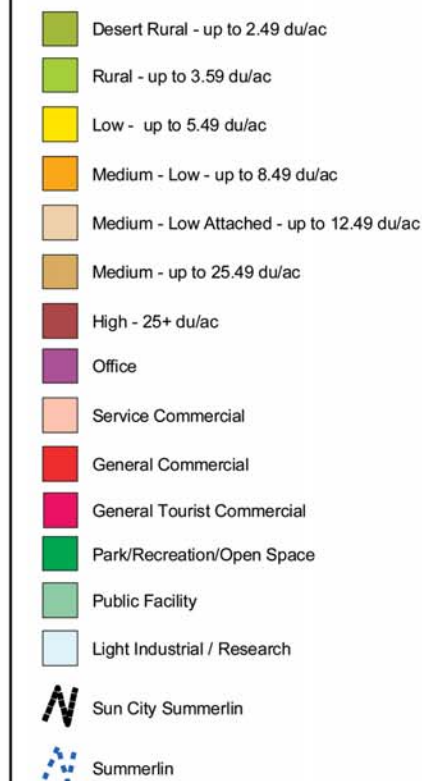 Desert Rural - up to 2.49 du/ac
Rural - up to 3.59 du/ac
Low - up to 5.49 du/ac
Medium - Low - up to 8.49 du/ac
Medium - Low Attached - up to 12.49 du/ac
Medium - up to 25.49 du/ac
High - 25+ du/ac
Office
Service Commercial
General Commercial
General Tourist Commercial
Park/Recreation/Open Space
Public Facility
Light Industrial / Research
Sun City Summerlin
Summerlin